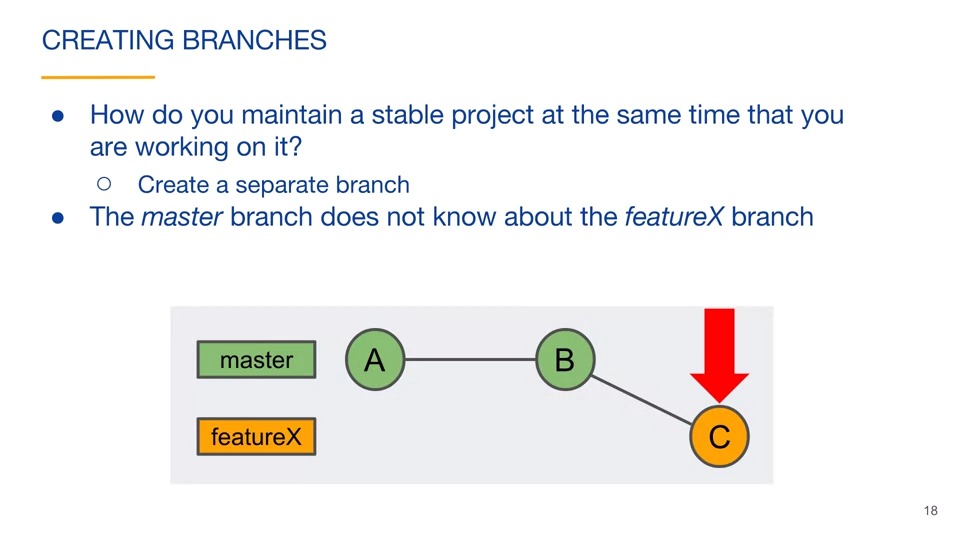 CREATING BRANCHES
● How do you maintain a stable project at the same time that you
are working on it?
○ Create a separate branch
● The master branch does not know about the featureX branch
master
A
B
featureX
C
18